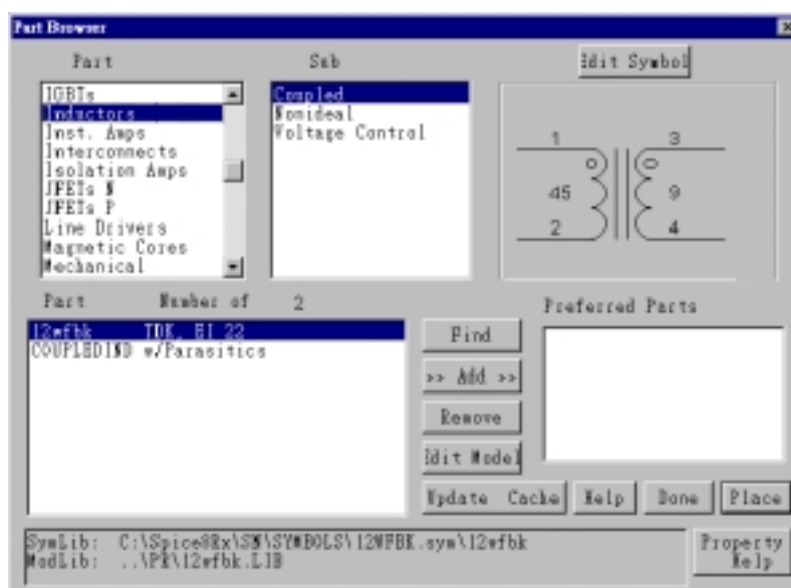 Part Browser
Part
Sub
Edit Symbol
IGBTs
Inductors
Inst. Amps
Interconnects
Isolation Amps
JFETs N
JFETs P
Line Drivers
Magnetic Cores
Mechanical
Coupled
Nonideal
Voltage Control
1
3
45
9
2
4
Part Number of 2
12wfbk TDK, EI 22
COUPLEDIND w/Parasitics
Find
>> Add >>
Remove
Edit Model
Preferred Parts
Update Cache
Help
Done
Place
SymLib: C:\Spice8Rx\SN\SYMBOLS\12WFBK.sym\12wfbk
ModLib: ..\PR\12wfbk.LIB
Property
Help